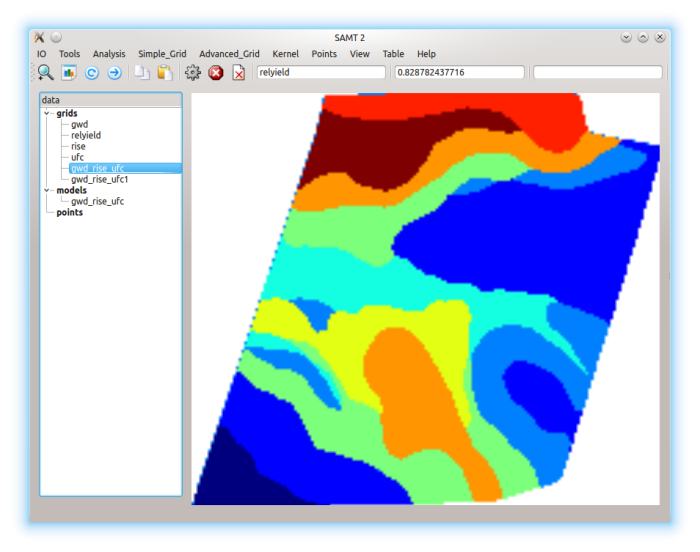 SAMT 2
IO Tools Analysis Simple_Grid Advanced_Grid Kernel Points View Table Help
relyield 0.828782437716
data
grids
gwd
relyield
rise
ufc
gwd_rise_ufc
gwd_rise_ufc1
models
gwd_rise_ufc
points